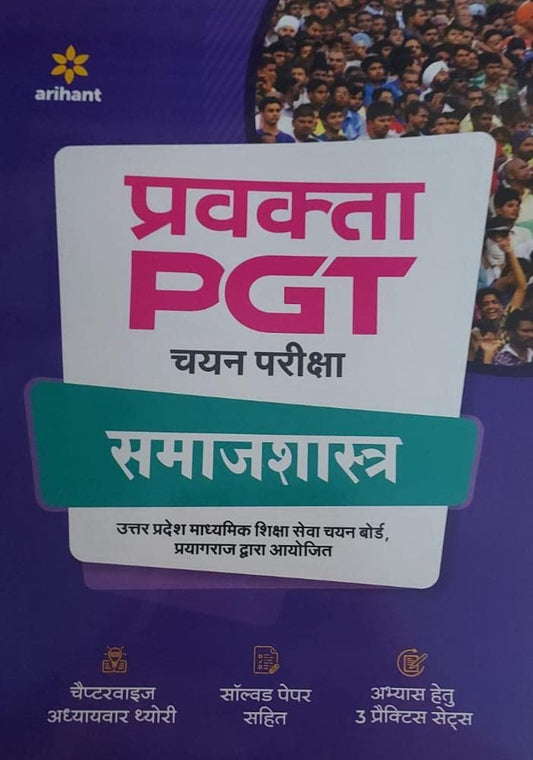 arihant
प्रवक्ता
PGT
चयन परीक्षा
समाजशास्त्र
उत्तर प्रदेश माध्यमिक शिक्षा सेवा चयन बोर्ड,
प्रयागराज द्वारा आयोजित
चैप्टरवाइज
अध्यायवार थ्योरी
सॉल्वड पेपर
सहित
अभ्यास हेतु
3 प्रैक्टिस सेट्स